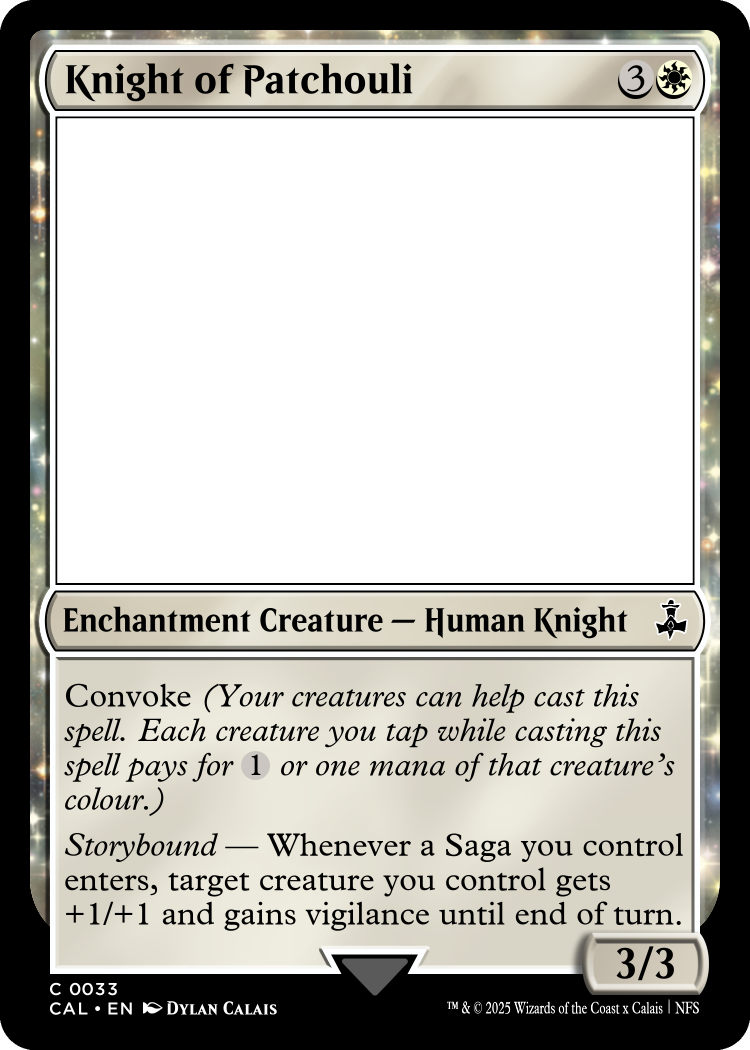 Knight of Patchouli 3
Enchantment Creature — Human Knight
Convoke (Your creatures can help cast this
spell. Each creature you tap while casting this
spell pays for 1 or one mana of that creature's
colour.)
Storybound — Whenever a Saga you control
enters, target creature you control gets
+1/+1 and gains vigilance until end of turn.
3/3
C 0033
CAL • EN DYLAN CALAIS
™ & © 2025 Wizards of the Coast x Calais | NFS